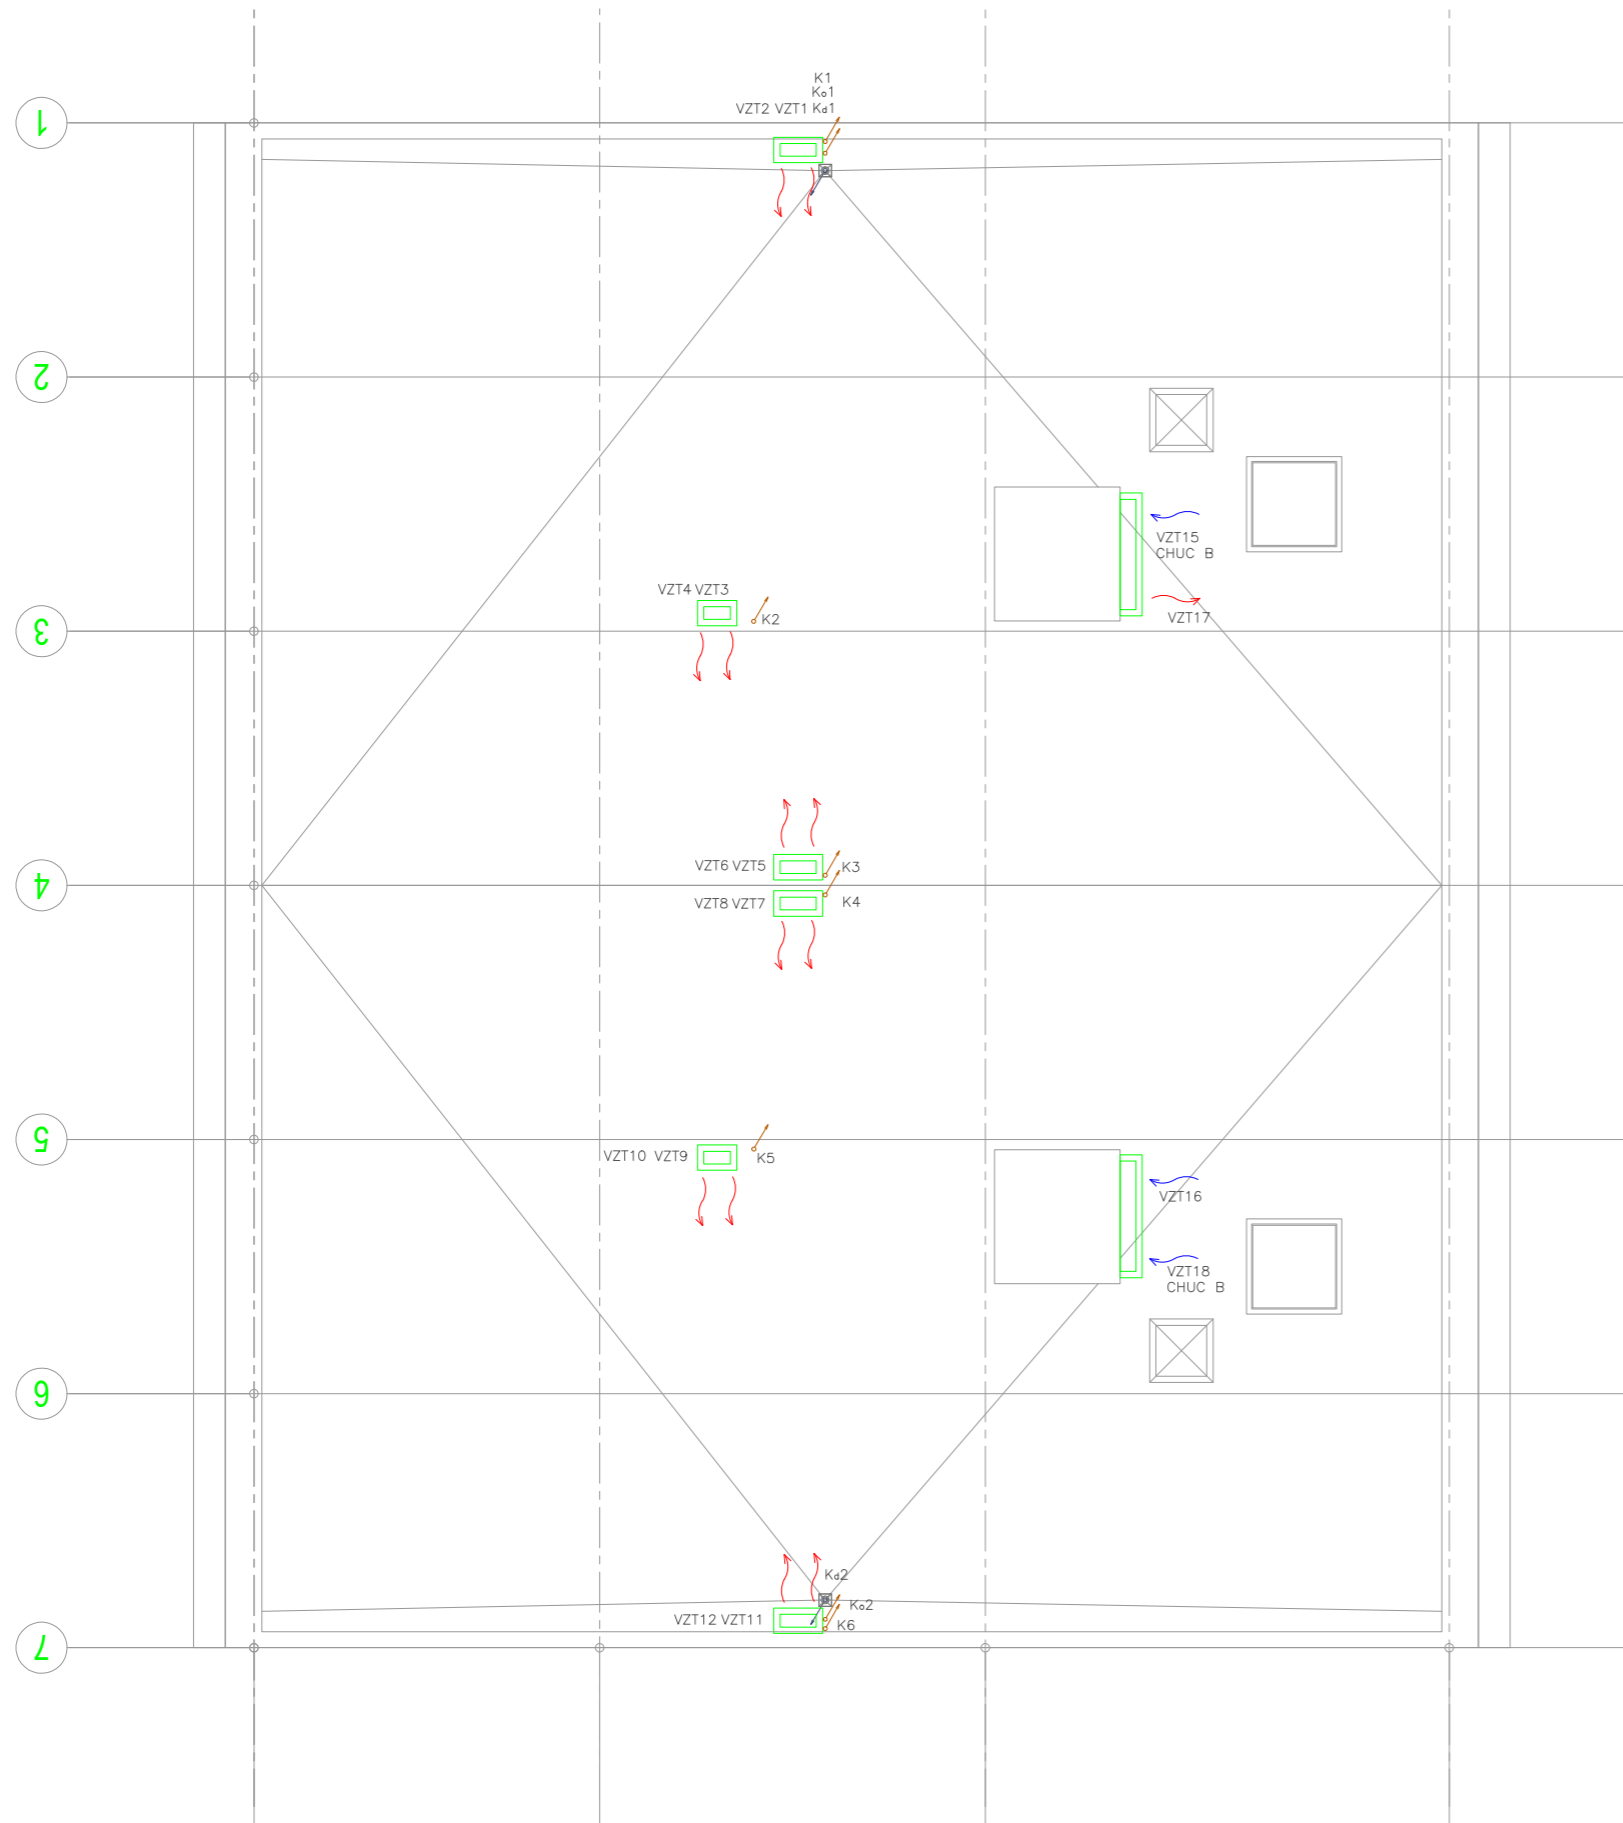 K1
Ko1
VZT2 VZT1 Kd1
1
2
VZT15
CHUC B
VZT4 VZT3
K2
VZT17
3
VZT6 VZT5
K3
4
VZT8 VZT7
K4
5
VZT10 VZT9
K5
VZT16
VZT18
CHUC B
6
Kd2
Ko2
VZT12 VZT11
K6
7